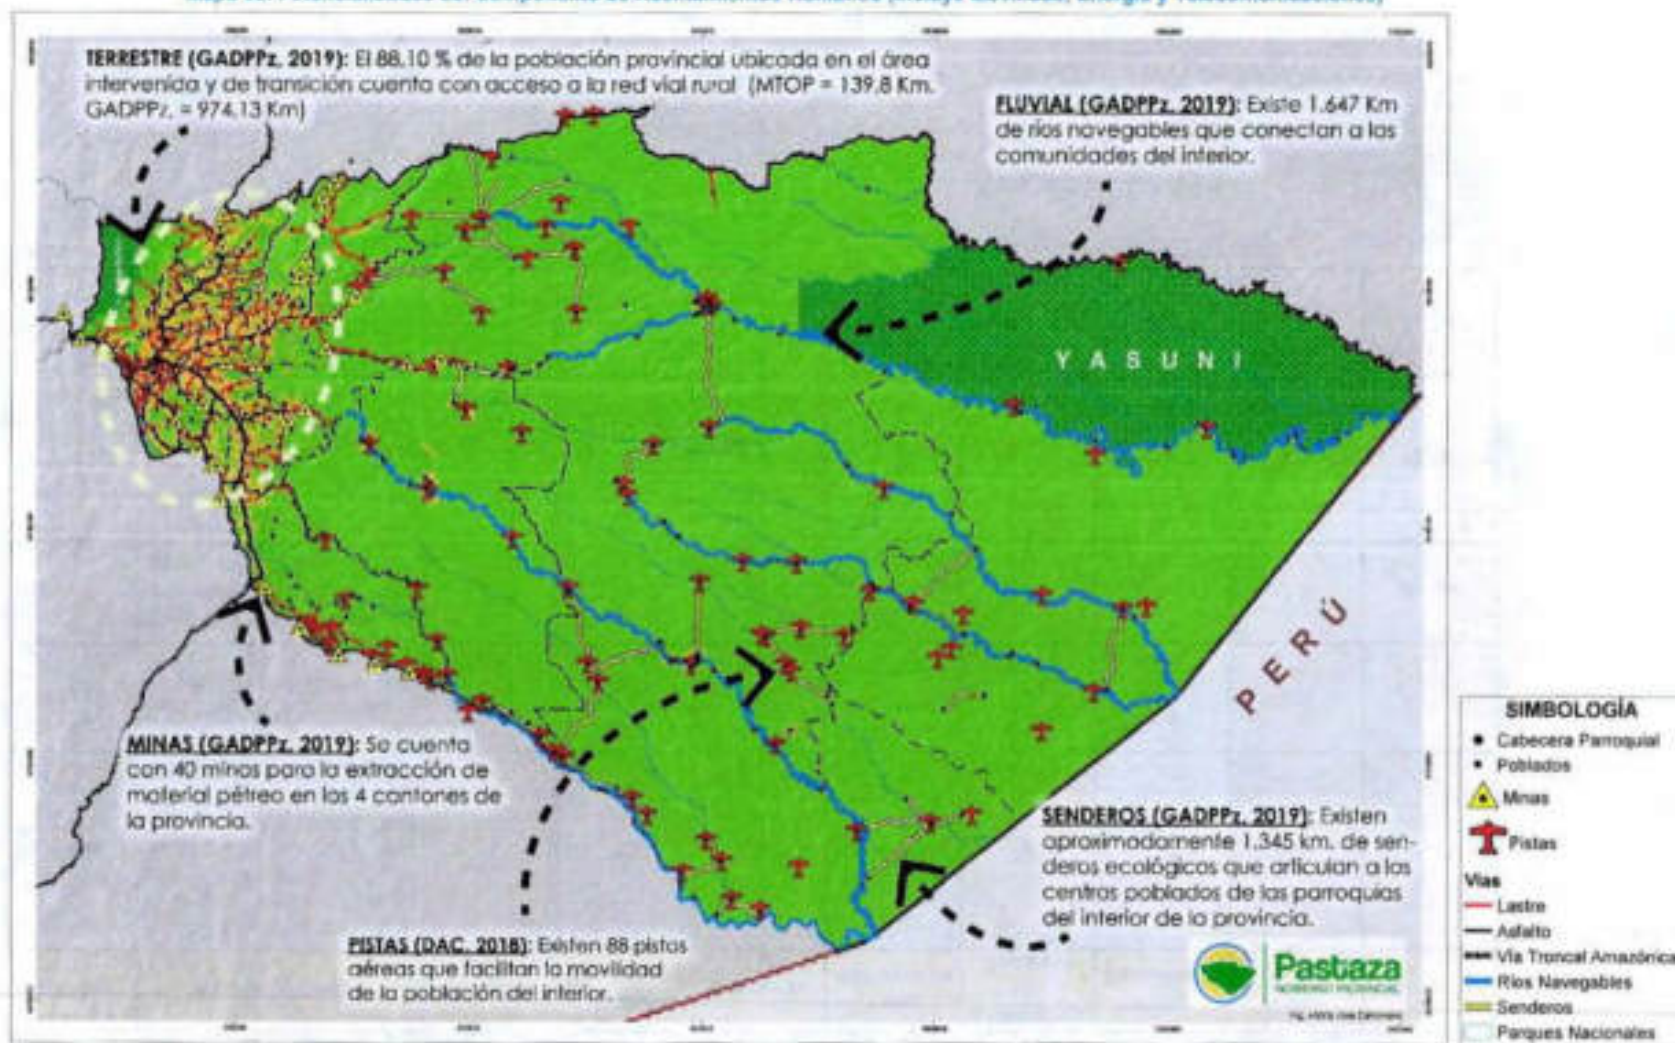 TERRESTRE (GADPPz, 2019): El 88.10 % de la población provincial ubicada en el área
intervenida y de transición cuenta con acceso a la red vial rural (MTOP = 139.8 Km.
GADPPz. = 974.13 Km)
FLUVIAL (GADPPz, 2019): Existe 1.647 Km
de ríos navegables que conectan a las
comunidades del interior.
YASUNI
PERÚ
MINAS (GADPPz, 2019): Se cuenta
con 40 minas para la extracción de
material pétreo en los 4 cantones de
la provincia.
SENDEROS (GADPPz, 2019): Existen
aproximadamente 1.345 km. de sen-
deros ecológicos que articulan a los
centros poblados de las parroquias
del interior de la provincia.
PISTAS (DAC, 2018): Existen 88 pistas
aéreas que facilitan la movilidad
de la población del interior.
Pastaza
GOBIERNO PROVINCIAL
SIMBOLOGÍA
Cabecera Parroquial
Poblados
Minas
Pistas
Vías
Lastre
Asfalto
Vía Troncal Amazónica
Ríos Navegables
Senderos
Parques Nacionales